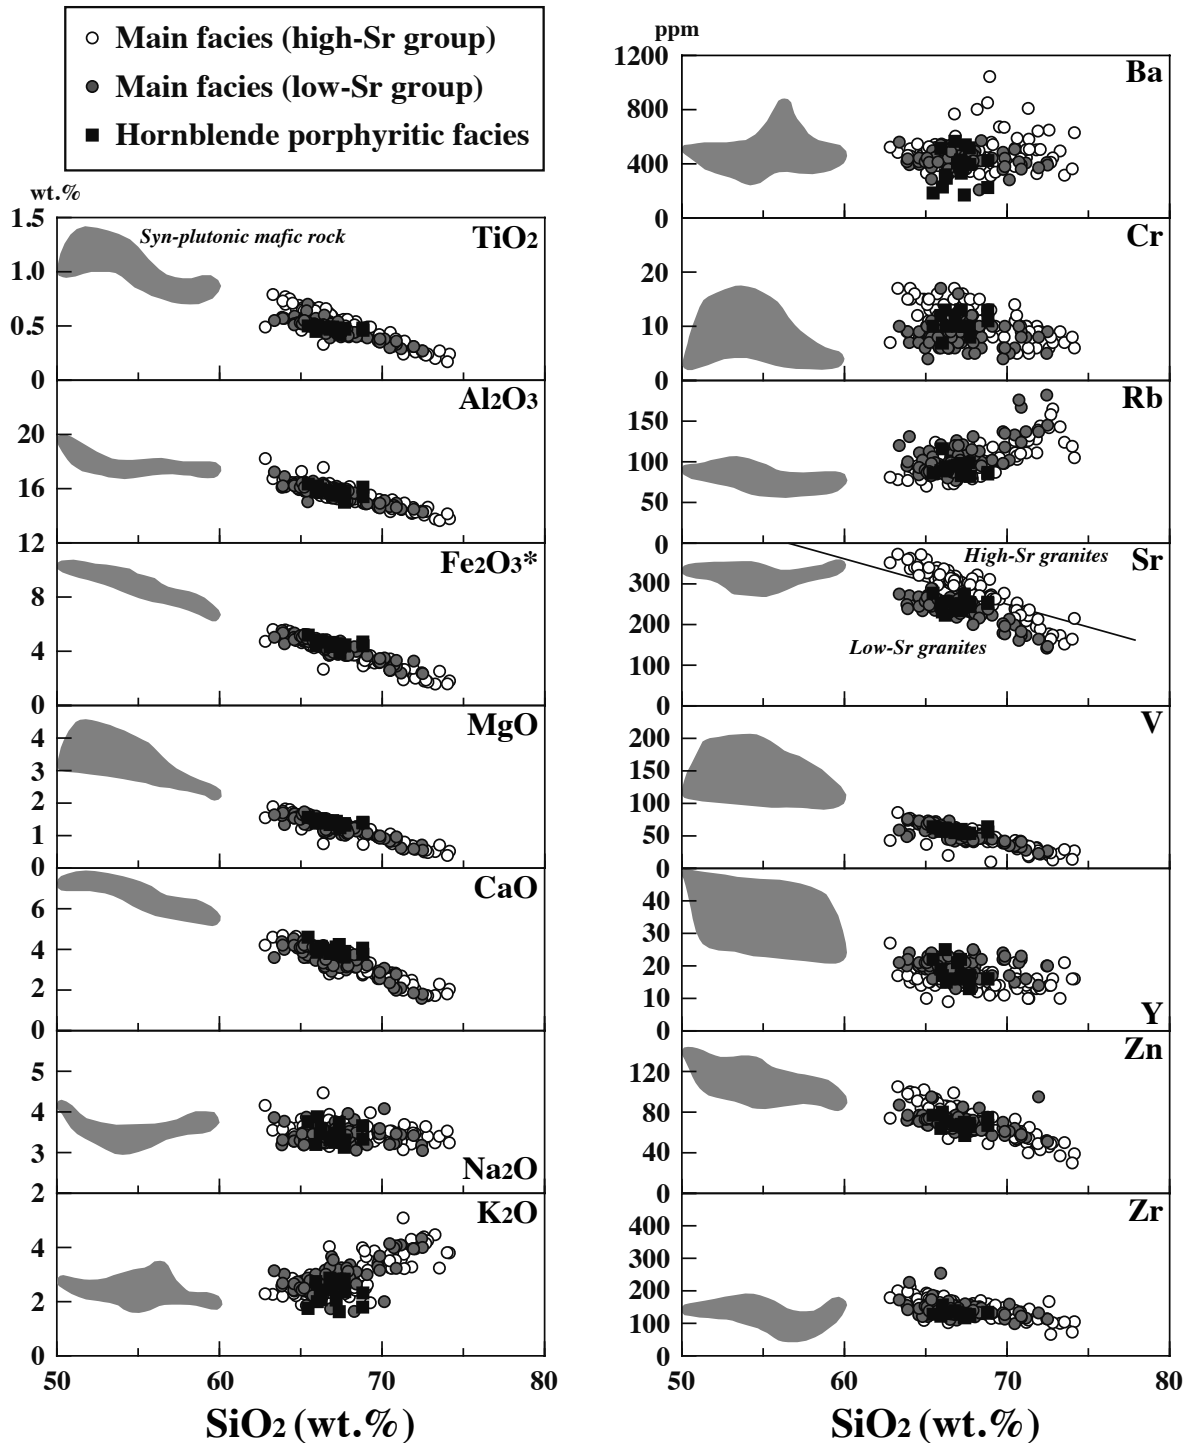 Main facies (high-Sr group)
Main facies (low-Sr group)
Hornblende porphyritic facies
wt.%
1.5
1.0
0.5
0
Syn-plutonic mafic rock
TiO2
20
16
12
Al2O3
12
8
4
0
Fe2O3*
4
3
2
1
0
MgO
6
4
2
0
CaO
5
4
3
2
Na2O
4
2
0
K2O
50
60
70
80
SiO2 (wt.%)
ppm
1200
800
400
0
Ba
20
10
0
Cr
150
100
50
0
Rb
300
200
100
0
High-Sr granites
Sr
Low-Sr granites
200
150
100
50
0
V
40
30
20
10
0
Y
120
80
40
0
Zn
400
300
200
100
0
Zr
50
60
70
80
SiO2 (wt.%)